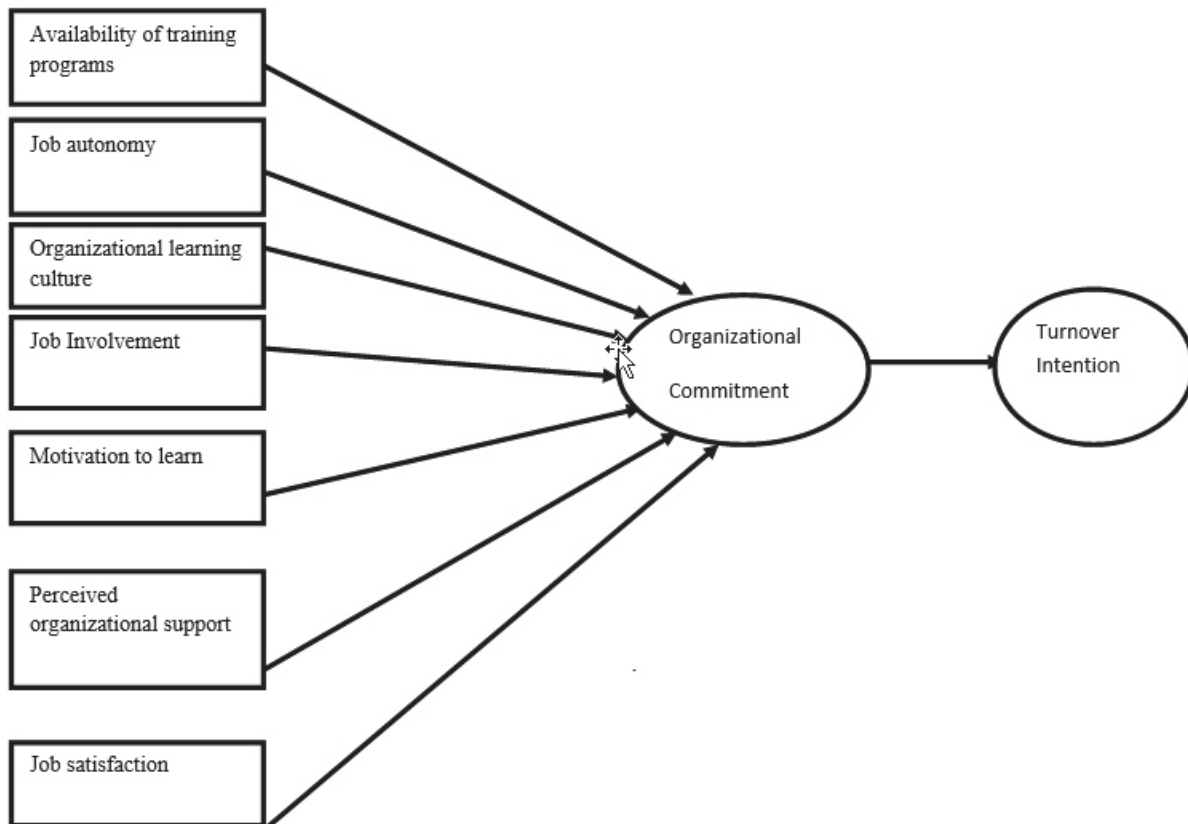 Availability of training
programs
Job autonomy
Organizational learning
culture
Job Involvement
Motivation to learn
Perceived
organizational support
Job satisfaction
Organizational
Commitment
Turnover
Intention